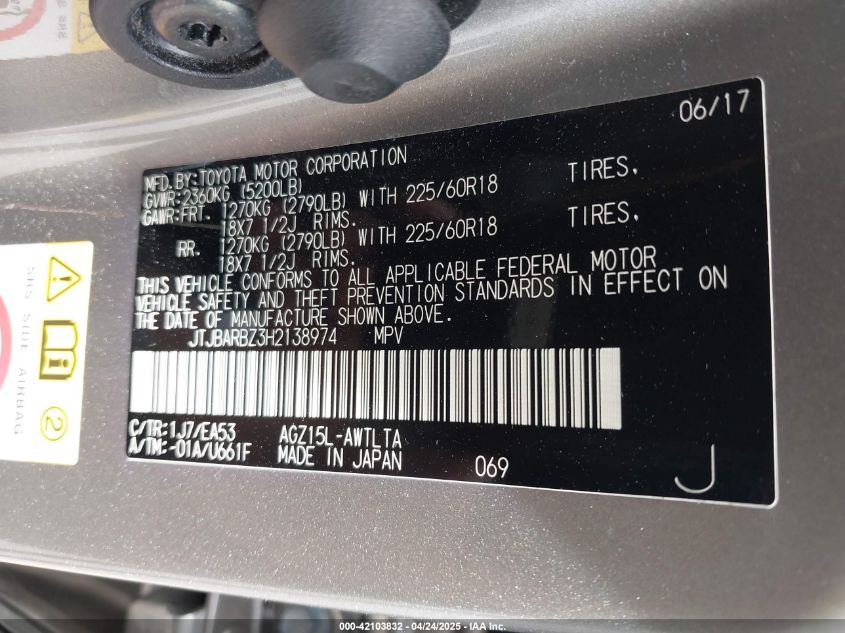 06/17
MFD.BY:TOYOTA MOTOR CORPORATION
GVWR:2360KG (5200LB)
GAWR:FRT. 1270KG (2790LB) WITH 225/60R18 TIRES.
18X7 1/2J RIMS.
RR. 1270KG (2790LB) WITH 225/60R18 TIRES.
18X7 1/2J RIMS.
THIS VEHICLE CONFORMS TO ALL APPLICABLE FEDERAL MOTOR
VEHICLE SAFETY AND THEFT PREVENTION STANDARDS IN EFFECT ON
THE DATE OF MANUFACTURE SHOWN ABOVE.
JTJBARBZ3H2138974 MPV
C/TR:1J7/EA53 AGZ15L-AWTLTA
A/TM:-01A/U661F MADE IN JAPAN 069
J
SRS SIDE AIRBAG
2
000-42103832 - 04/24/2025 - IAA Inc.